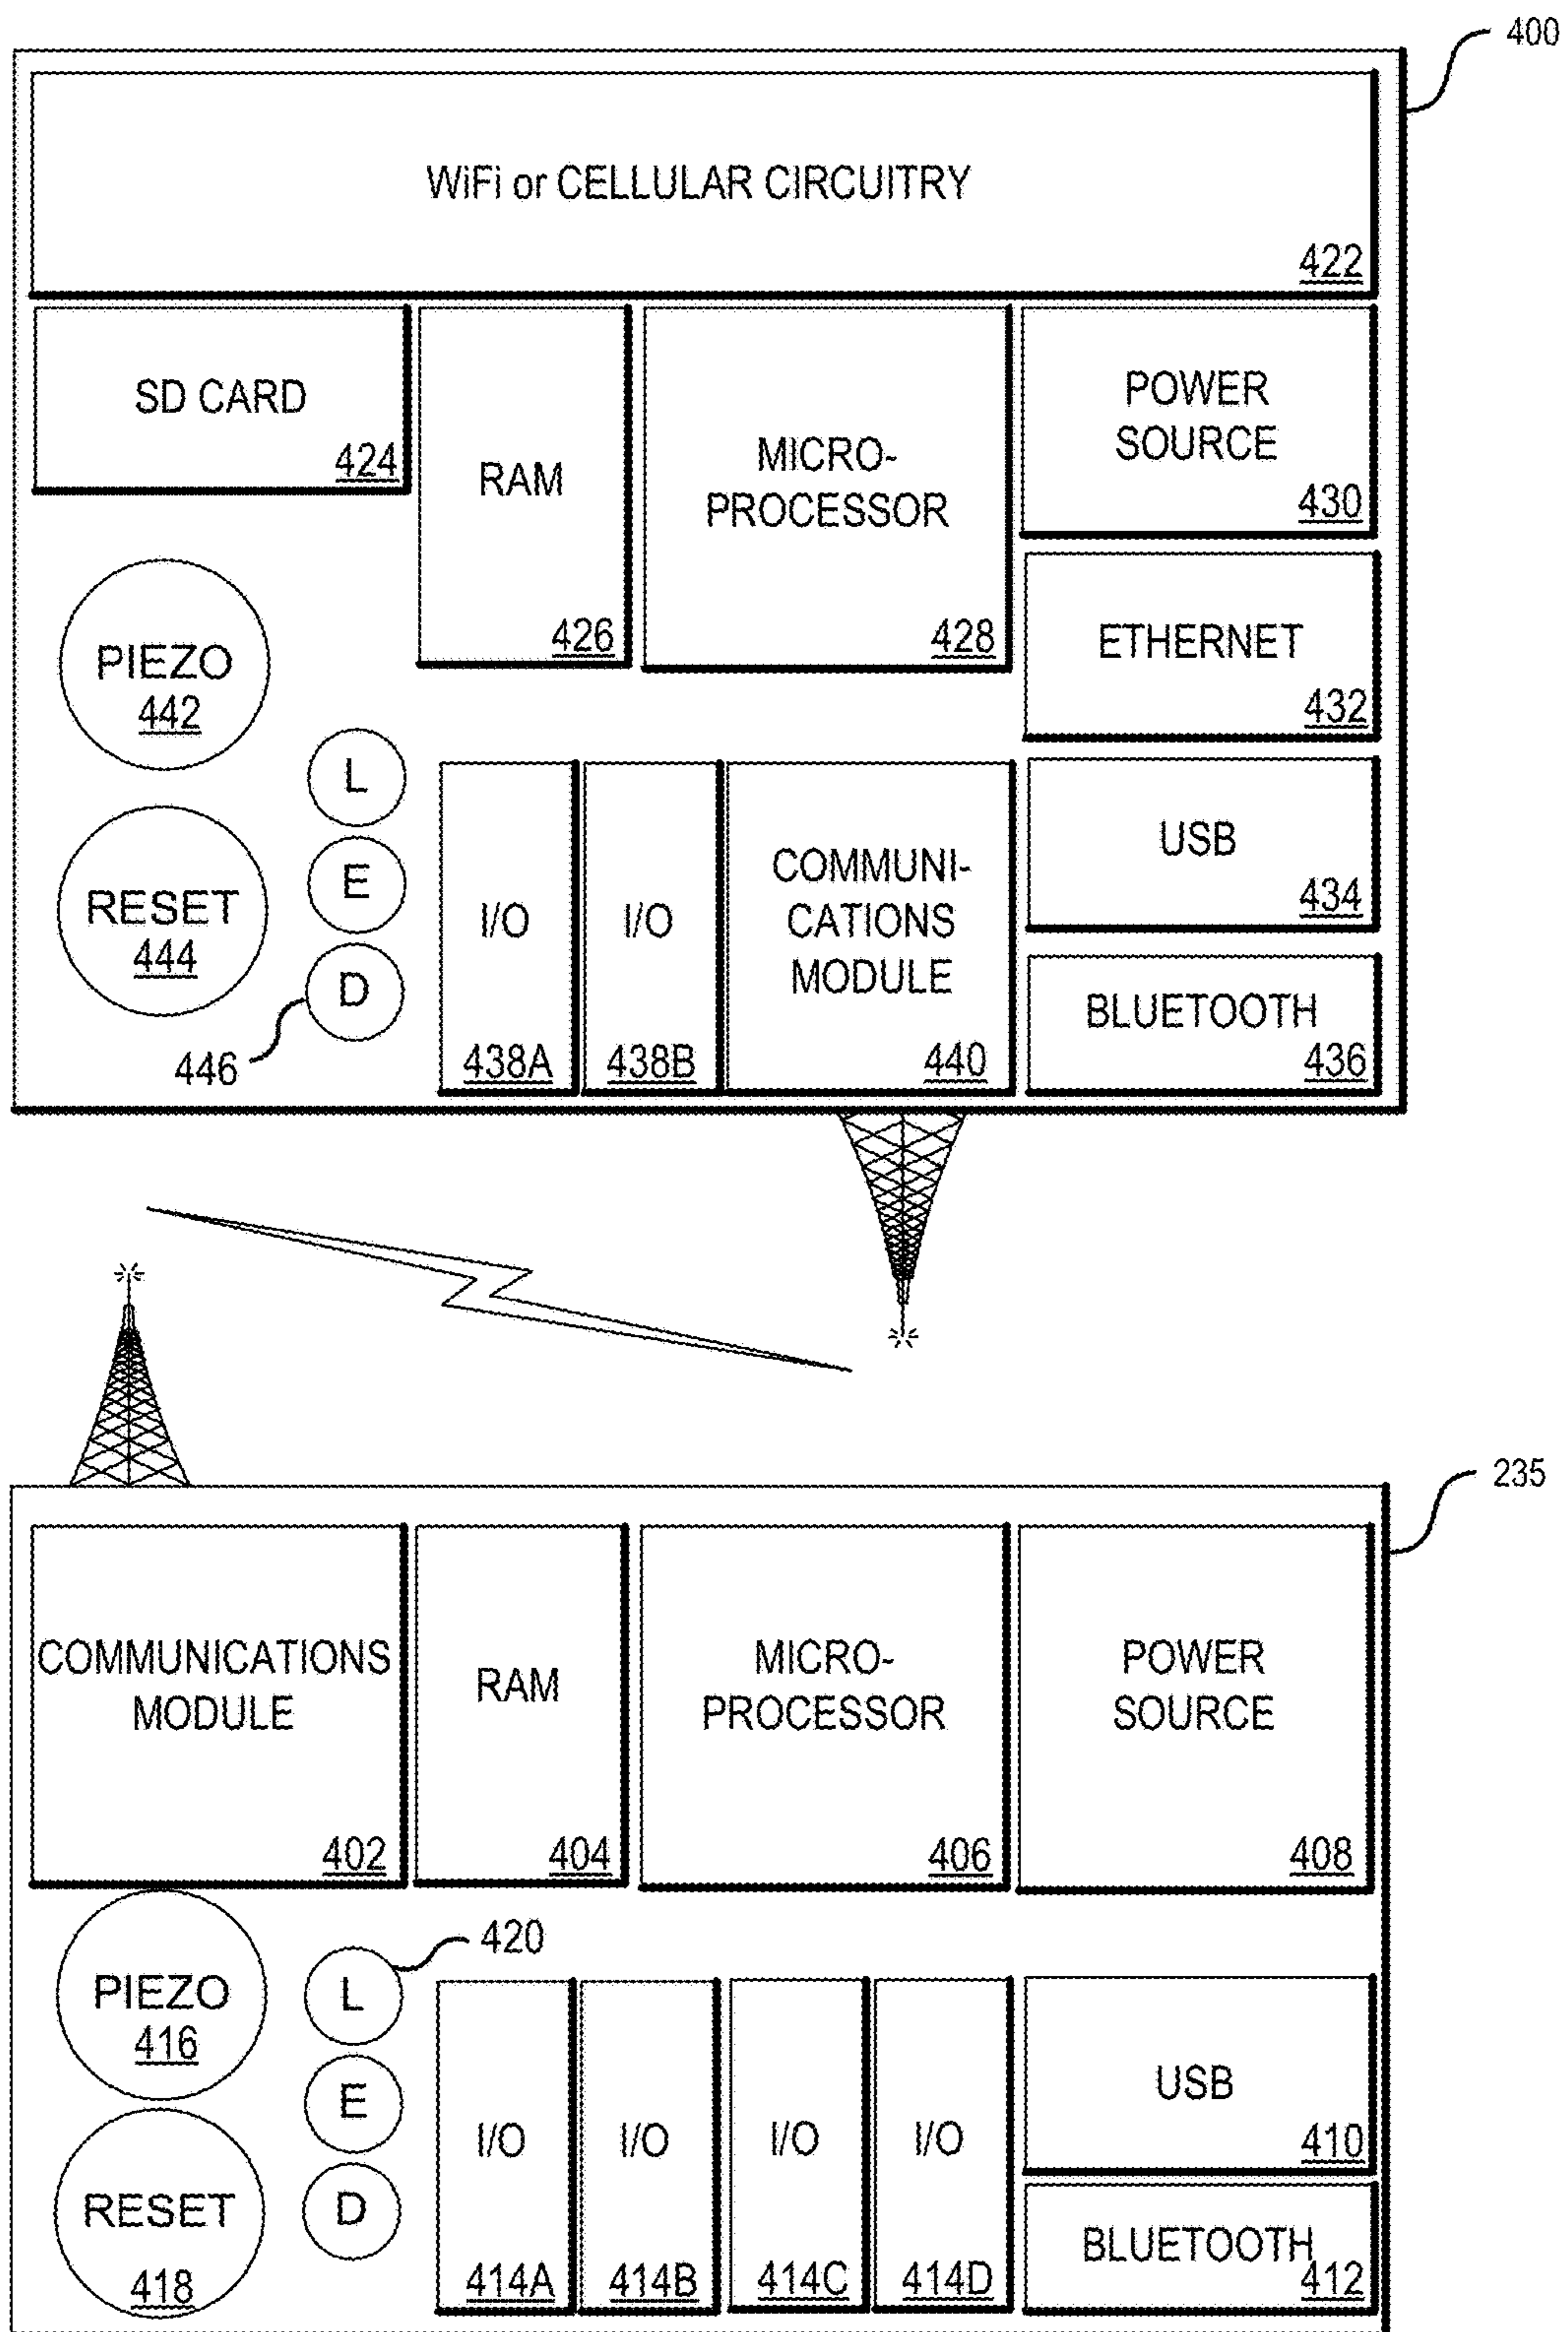 400
WiFi or CELLULAR CIRCUITRY
422
SD CARD
424
RAM
426
MICRO-
PROCESSOR
428
POWER
SOURCE
430
ETHERNET
432
PIEZO
442
RESET
444
L
E
D
446
I/O
438A
I/O
438B
COMMUNI-
CATIONS
MODULE
440
USB
434
BLUETOOTH
436
235
COMMUNICATIONS
MODULE
402
RAM
404
MICRO-
PROCESSOR
406
POWER
SOURCE
408
PIEZO
416
RESET
418
420
L
E
D
I/O
414A
I/O
414B
I/O
414C
I/O
414D
USB
410
BLUETOOTH
412